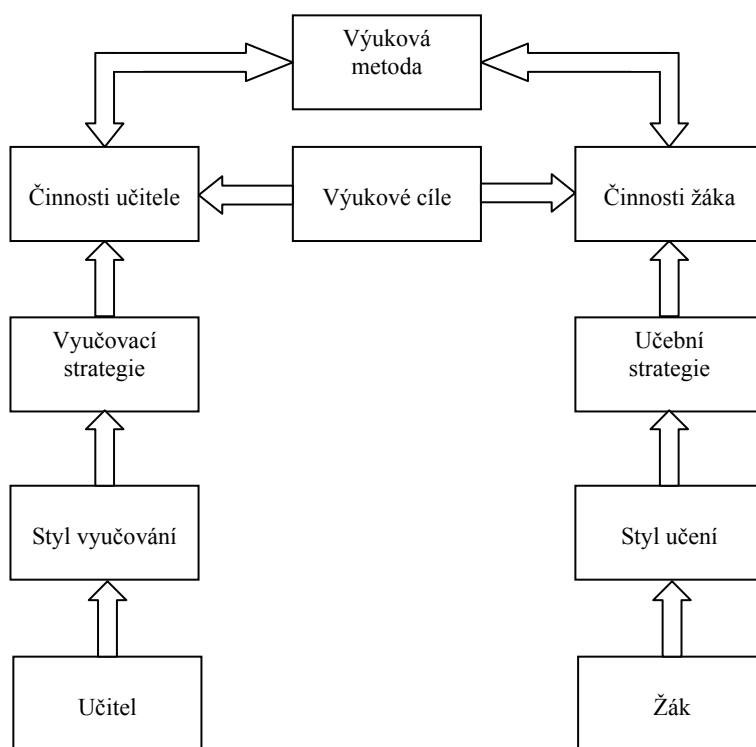 Výuková
metoda
Činnosti učitele
Výukové cíle
Činnosti žáka
Vyučovací
strategie
Učební
strategie
Styl vyučování
Styl učení
Učitel
Žák